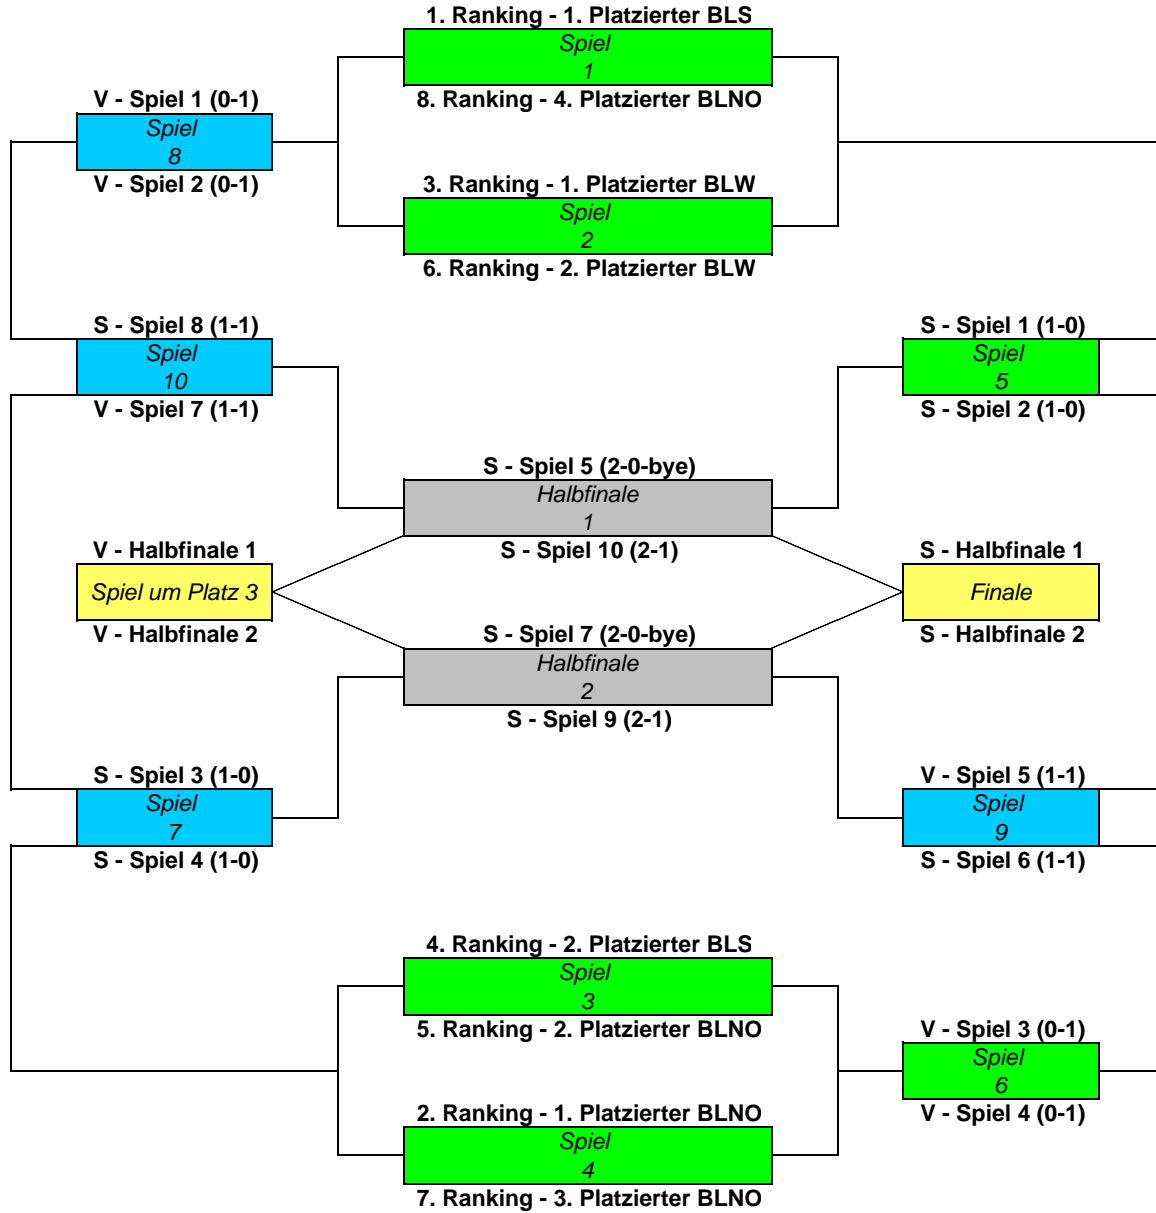 1. Ranking - 1. Platzierter BLS
Spiel
1
8. Ranking - 4. Platzierter BLNO
V - Spiel 1 (0-1)
Spiel
8
V - Spiel 2 (0-1)
3. Ranking - 1. Platzierter BLW
Spiel
2
6. Ranking - 2. Platzierter BLW
S - Spiel 8 (1-1)
Spiel
10
V - Spiel 7 (1-1)
S - Spiel 1 (1-0)
Spiel
5
S - Spiel 2 (1-0)
S - Spiel 5 (2-0-bye)
Halbfinale
1
S - Spiel 10 (2-1)
V - Halbfinale 1
Spiel um Platz 3
V - Halbfinale 2
S - Halbfinale 1
Finale
S - Halbfinale 2
S - Spiel 7 (2-0-bye)
Halbfinale
2
S - Spiel 9 (2-1)
S - Spiel 3 (1-0)
Spiel
7
S - Spiel 4 (1-0)
V - Spiel 5 (1-1)
Spiel
9
S - Spiel 6 (1-1)
4. Ranking - 2. Platzierter BLS
Spiel
3
5. Ranking - 2. Platzierter BLNO
V - Spiel 3 (0-1)
Spiel
6
V - Spiel 4 (0-1)
2. Ranking - 1. Platzierter BLNO
Spiel
4
7. Ranking - 3. Platzierter BLNO